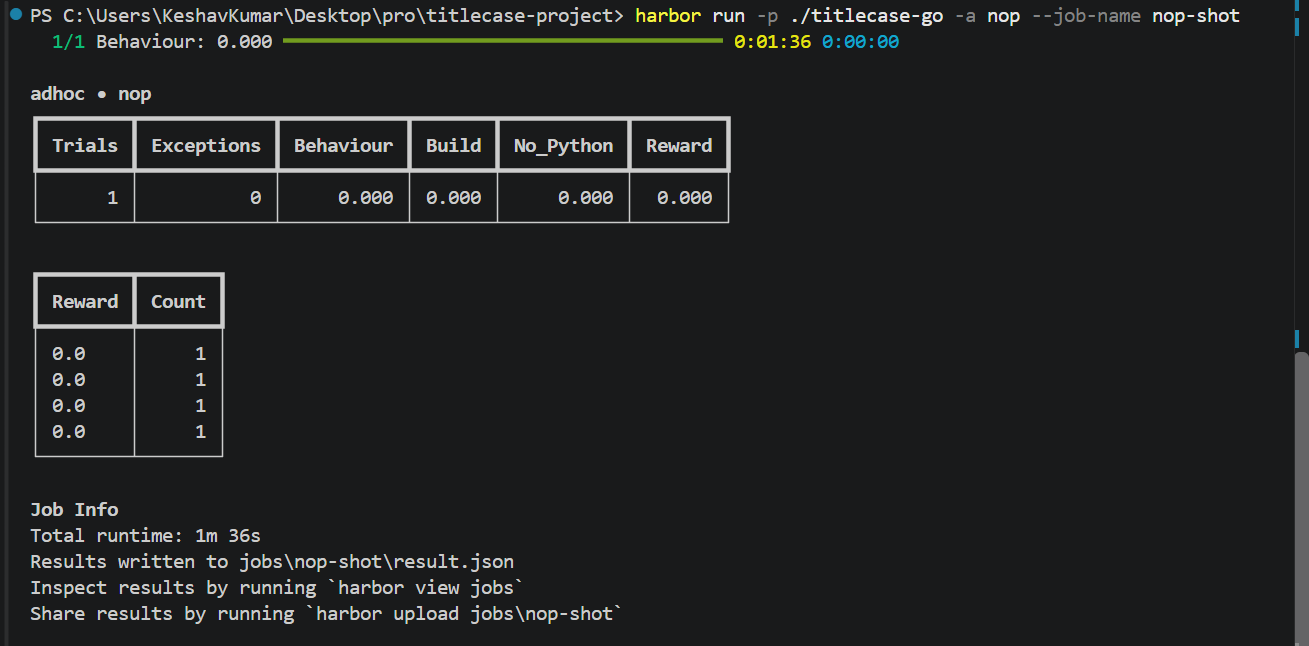 PS C:\Users\KeshavKumar\Desktop\pro\titlecase-project> harbor run -p ./titlecase-go -a nop --job-name nop-shot
1/1 Behaviour: 0.000 0:01:36 0:00:00
adhoc • nop
Trials Exceptions Behaviour Build No_Python Reward
1 0 0.000 0.000 0.000 0.000
Reward Count
0.0 1
0.0 1
0.0 1
0.0 1
Job Info
Total runtime: 1m 36s
Results written to jobs\nop-shot\result.json
Inspect results by running `harbor view jobs`
Share results by running `harbor upload jobs\nop-shot`